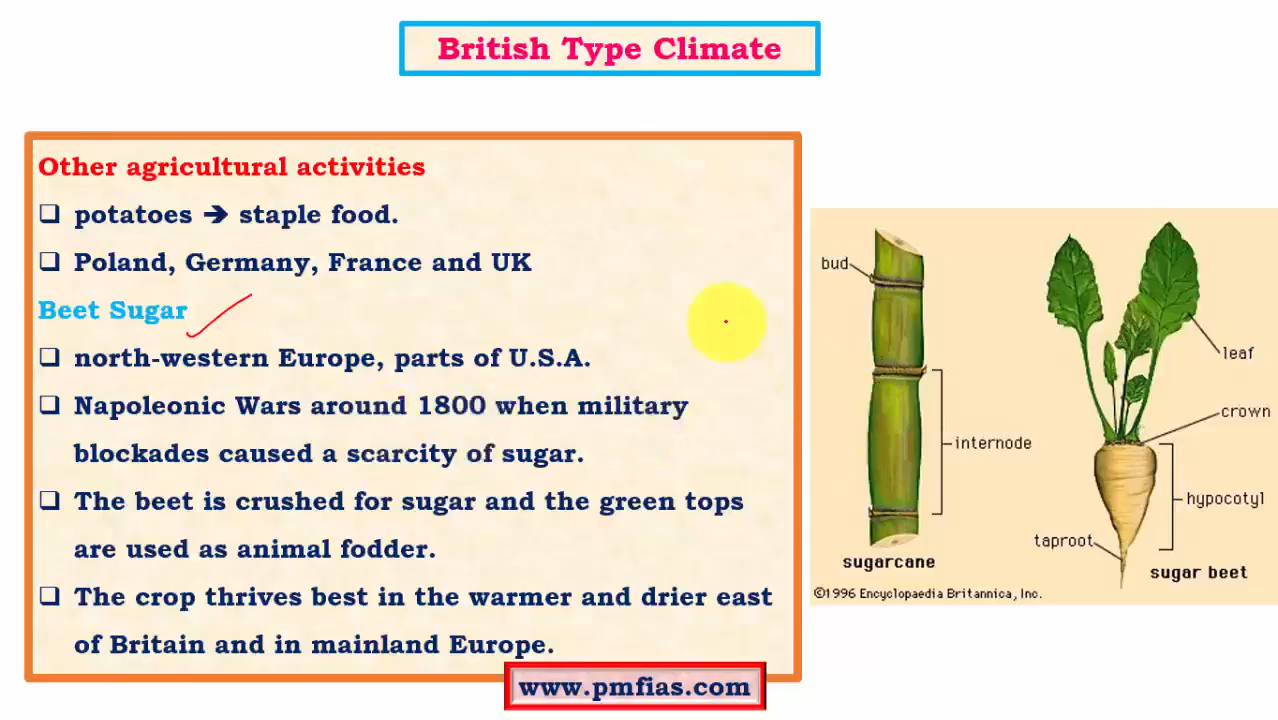 British Type Climate
Other agricultural activities
❑ potatoes ➔ staple food.
❑ Poland, Germany, France and UK
Beet Sugar
❑ north-western Europe, parts of U.S.A.
❑ Napoleonic Wars around 1800 when military
blockades caused a scarcity of sugar.
❑ The beet is crushed for sugar and the green tops
are used as animal fodder.
❑ The crop thrives best in the warmer and drier east
of Britain and in mainland Europe.
www.pmfias.com
bud
internode
sugarcane
leaf
crown
hypocotyl
taproot
sugar beet
©1996 Encyclopaedia Britannica, Inc.